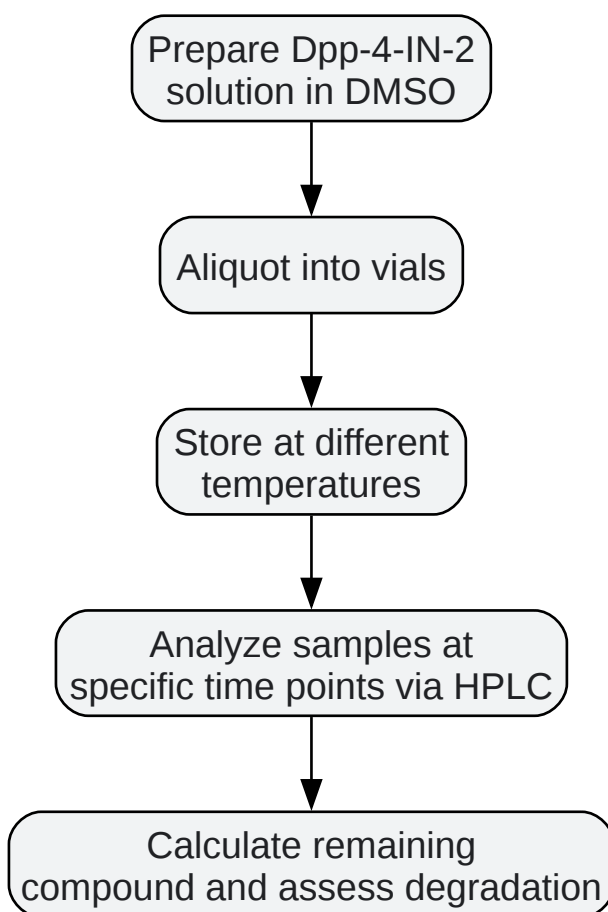 Prepare Dpp-4-IN-2
solution in DMSO
Aliquot into vials
Store at different
temperatures
Analyze samples at
specific time points via HPLC
Calculate remaining
compound and assess degradation